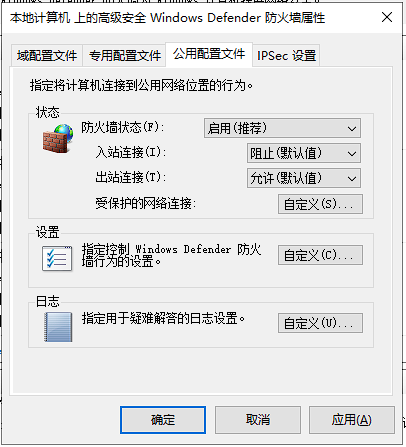 本地计算机 上的高级安全 Windows Defender 防火墙属性
域配置文件 专用配置文件 公用配置文件 IPSec 设置
指定将计算机连接到公用网络位置的行为。
状态
防火墙状态(F): 启用(推荐)
入站连接(I): 阻止(默认值)
出站连接(T): 允许(默认值)
受保护的网络连接: 自定义(S)...
设置
指定控制 Windows Defender 防火
墙行为的设置。
自定义(C)...
日志
指定用于疑难解答的日志设置。 自定义(U)...
确定 取消 应用(A)